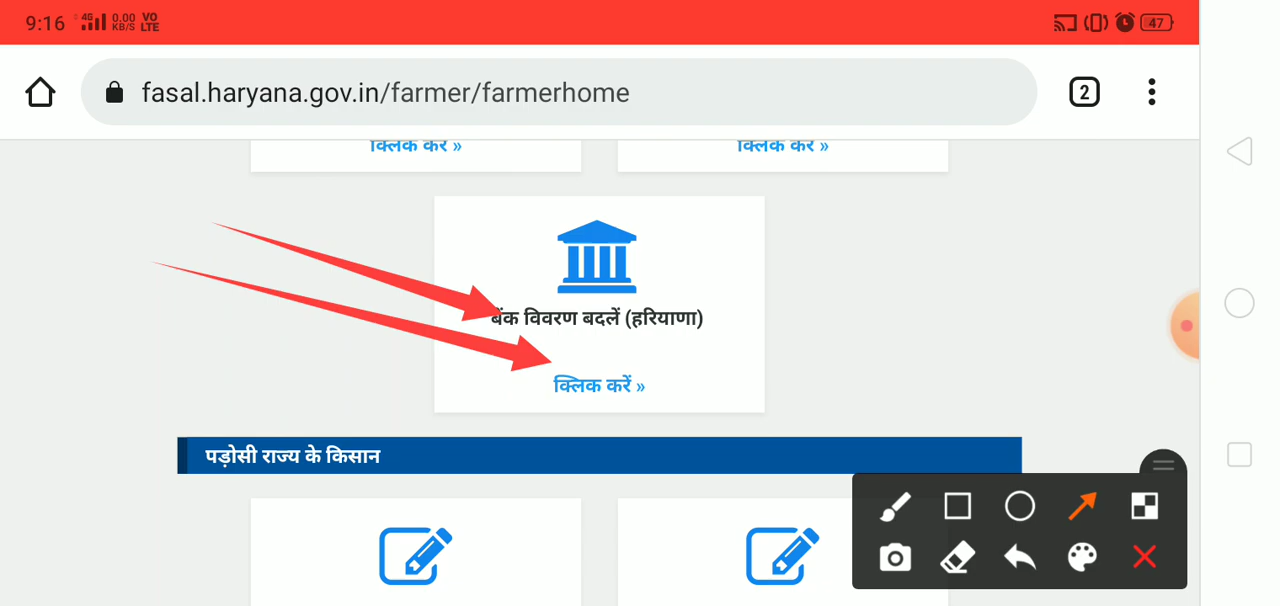 9:16 4G 0.00 KB/S VO LTE 47
fasal.haryana.gov.in/farmer/farmerhome 2
क्लिक करें » क्लिक करें »
बैंक विवरण बदलें (हरियाणा)
क्लिक करें »
पड़ोसी राज्य के किसान